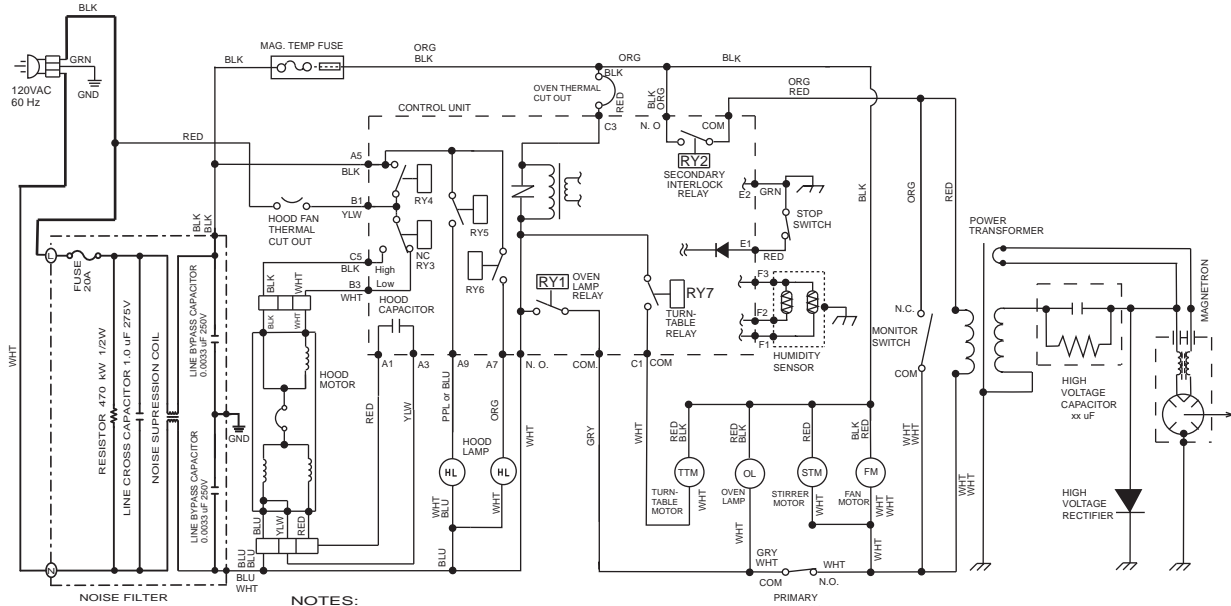 BLK
GRN
GND
120VAC
60 Hz
WHT
RED
BLK
MAG. TEMP FUSE
ORG
BLK
ORG
BLK
ORG
RED
BLK
OVEN THERMAL
CUT OUT
RED
BLK
ORG
CONTROL UNIT
C3
N. O
COM
RY2
SECONDARY
INTERLOCK
RELAY
A5
BLK
RY4
B1
YLW
HOOD FAN
THERMAL
CUT OUT
NC
RY3
C5
BLK
High
Low
B3
WHT
HOOD
CAPACITOR
RY5
RY6
RY1
OVEN
LAMP
RELAY
RY7
TURN-
TABLE
RELAY
E2
GRN
STOP
SWITCH
E1
RED
F3
F2
F1
HUMIDITY
SENSOR
BLK
ORG
RED
N.C.
MONITOR
SWITCH
COM
WHT
WHT
WHT
WHT
POWER
TRANSFORMER
MAGNETRON
HIGH
VOLTAGE
CAPACITOR
xx uF
HIGH
VOLTAGE
RECTIFIER
BLK
BLK
L
FUSE
20A
RESISTOR 470 kW 1/2W
LINE CROSS CAPACITOR 1.0 uF 275V
NOISE SUPRESSION COIL
LINE BYPASS CAPACITOR
0.0033 uF 250V
LINE BYPASS CAPACITOR
0.0033 uF 250V
GND
N
NOISE FILTER
BLK
WHT
BLK
WHT
HOOD
MOTOR
BLU
YLW
RED
BLU
BLU
BLU
WHT
A1
A3
A9
A7
N. O.
COM.
C1
COM
RED
YLW
PPL or BLU
ORG
HOOD
LAMP
HL
HL
WHT
BLU
WHT
WHT
GRY
WHT
RED
BLK
RED
BLK
RED
BLK
RED
TTM
OL
STM
FM
TURN-
TABLE
MOTOR
WHT
OVEN
LAMP
STIRRER
MOTOR
WHT
FAN
MOTOR
WHT
WHT
WHT
WHT
GRY
WHT
COM
WHT
N.O.
PRIMARY
NOTES: